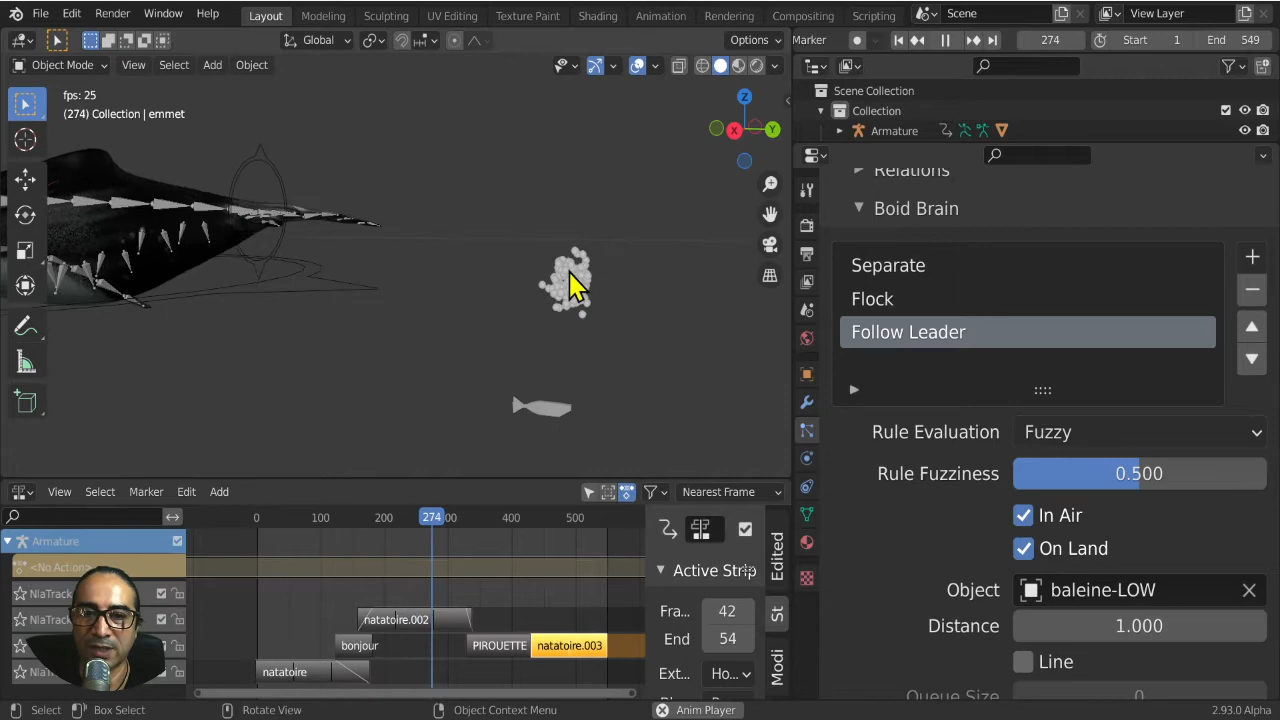 File Edit Render Window Help Layout Modeling Sculpting UV Editing Texture Paint Shading Animation Rendering Compositing Scripting Scene View Layer
Global Options Marker 274 Start 1 End 549
Object Mode View Select Add Object
fps: 25
(274) Collection | emmet
Z
X
Y
Scene Collection
Collection
Armature
Relations
Boid Brain
Separate
Flock
Follow Leader
Rule Evaluation Fuzzy
Rule Fuzziness 0.500
In Air
On Land
Object baleine-LOW
Distance 1.000
Line
Queue Size 0
View Select Marker Edit Add Nearest Frame
0 100 200 274 00 400 500
Armature
<No Action>
NlaTrack
NlaTrack
natatoire.002
bonjour PIROUETTE natatoire.003
NlaTrack natatoire
Active Strip
Fra... 42
End 54
Ext... Ho...
Edited
St
Modi
Select Box Select Rotate View Object Context Menu Anim Player 2.93.0 Alpha